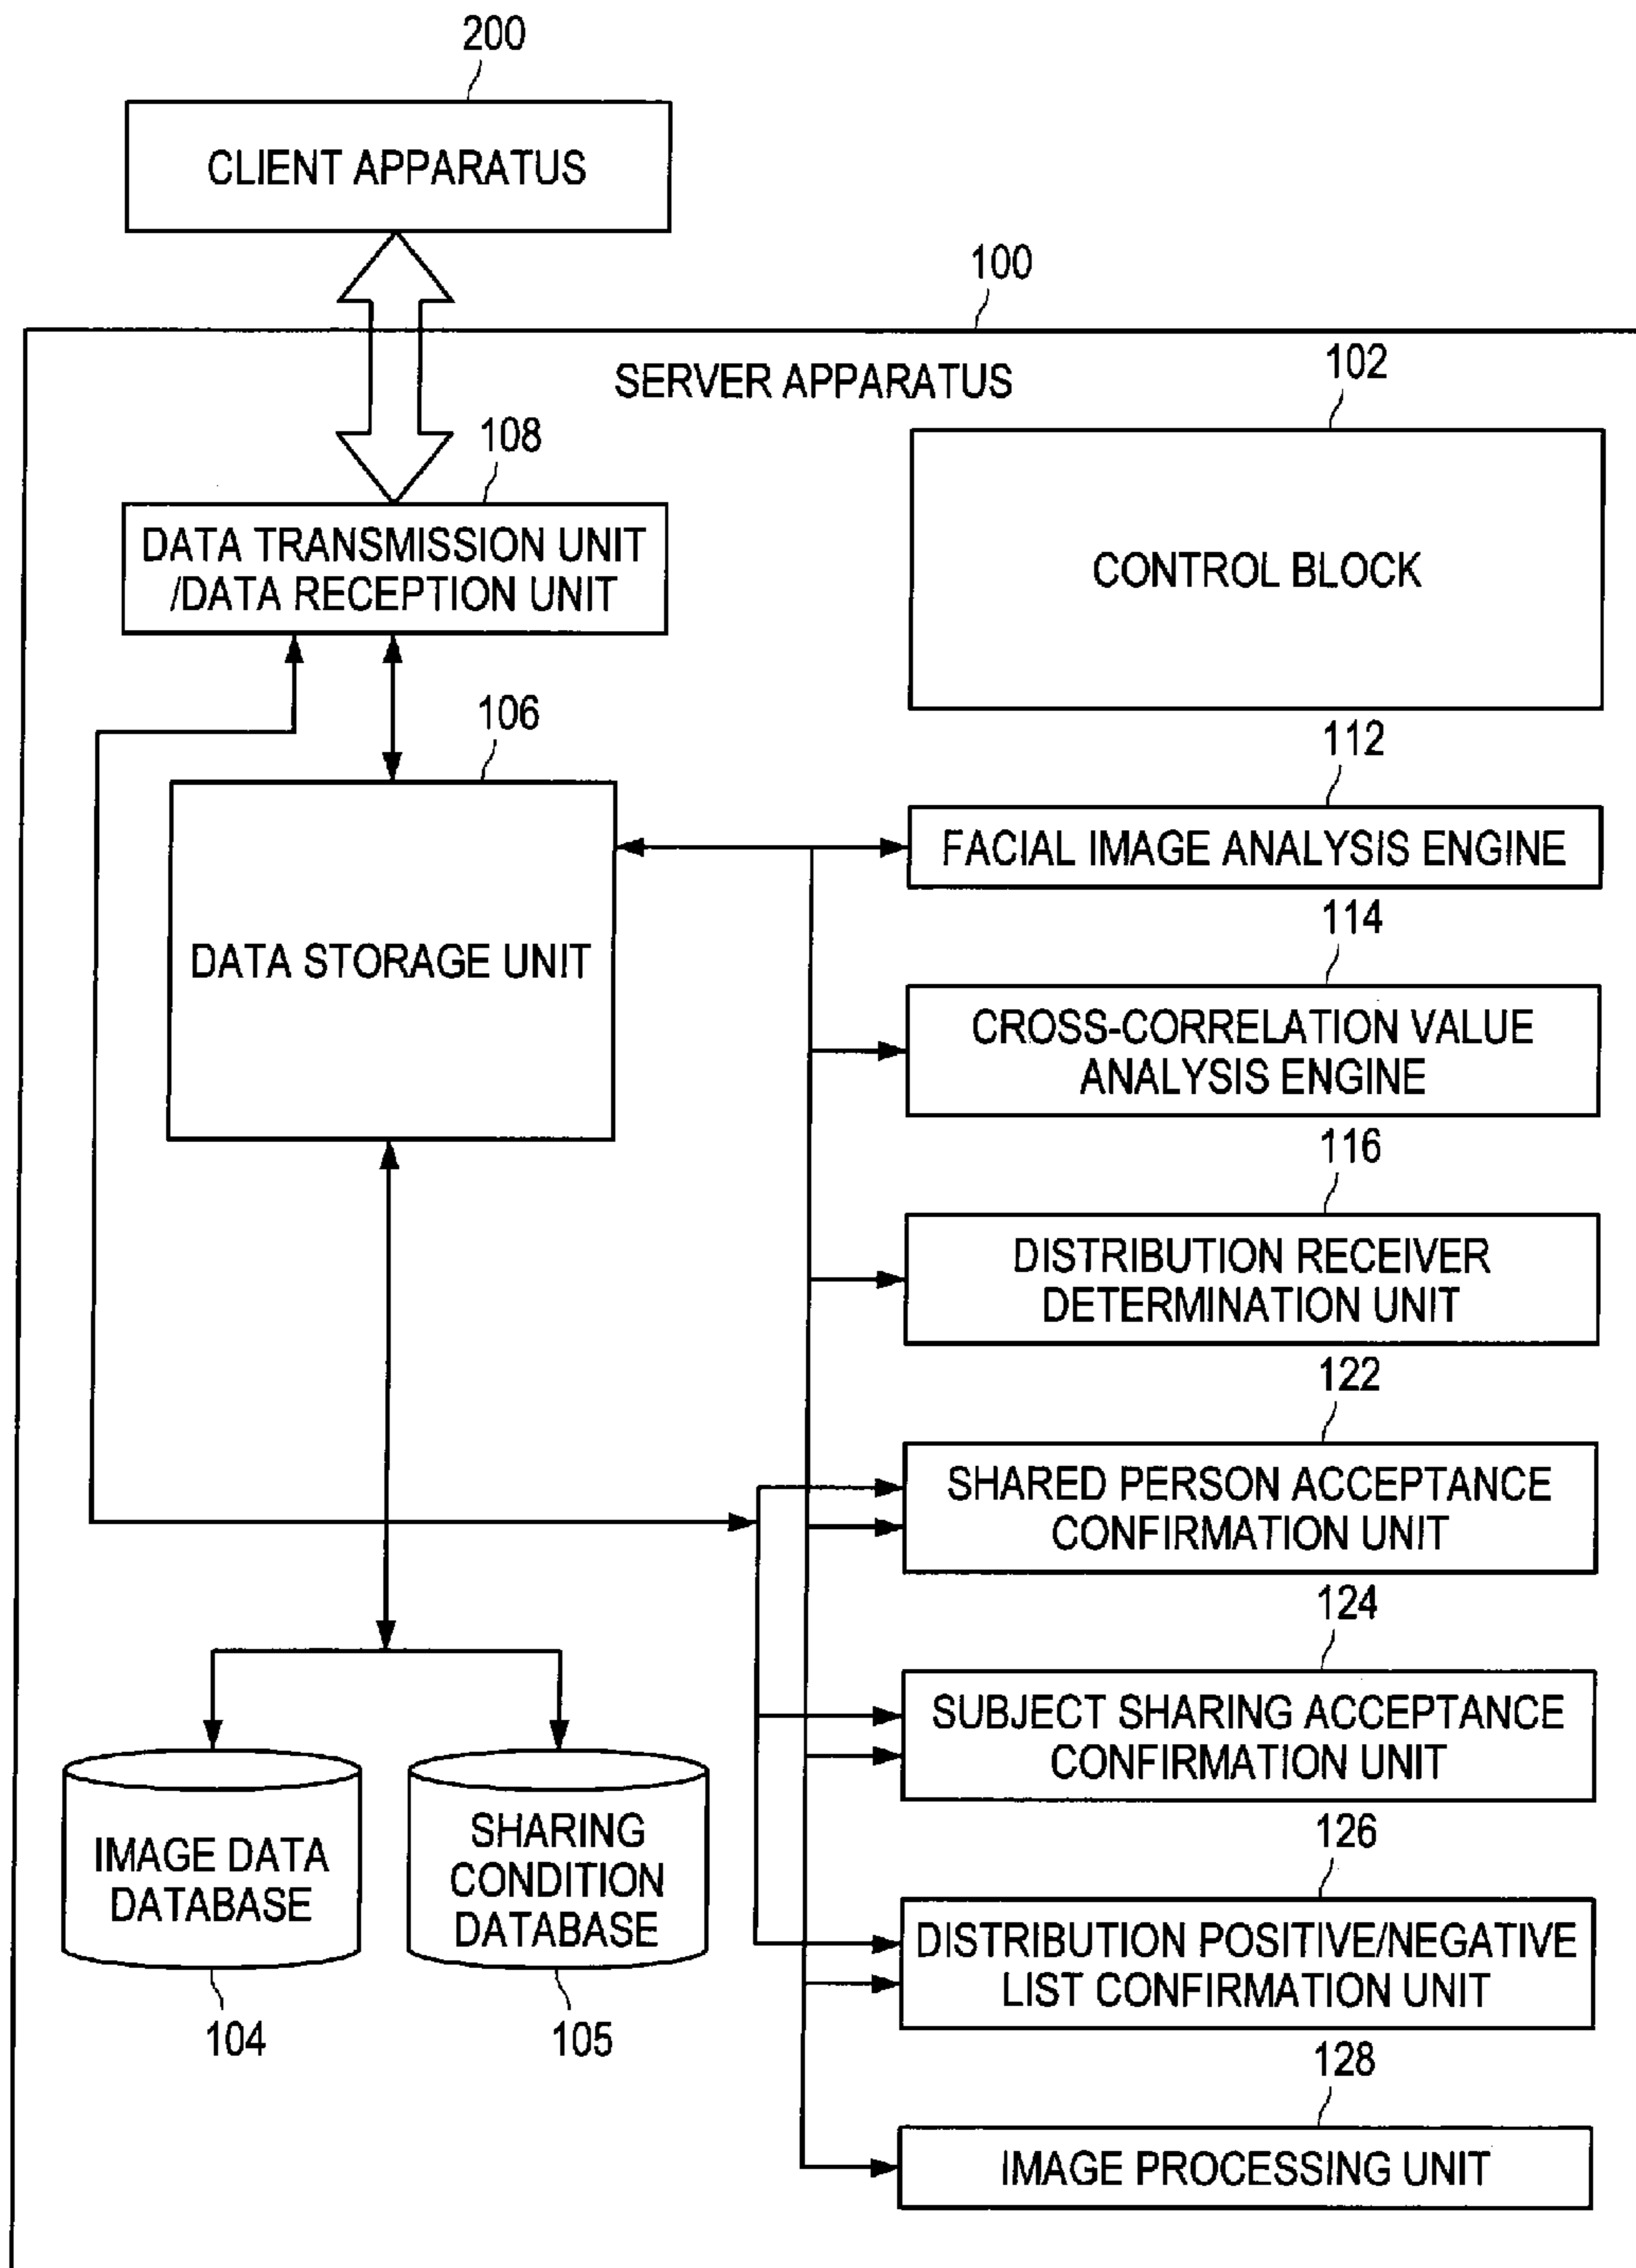 200
CLIENT APPARATUS
100
SERVER APPARATUS
102
CONTROL BLOCK
108
DATA TRANSMISSION UNIT
/DATA RECEPTION UNIT
106
DATA STORAGE UNIT
112
FACIAL IMAGE ANALYSIS ENGINE
114
CROSS-CORRELATION VALUE
ANALYSIS ENGINE
116
DISTRIBUTION RECEIVER
DETERMINATION UNIT
122
SHARED PERSON ACCEPTANCE
CONFIRMATION UNIT
124
SUBJECT SHARING ACCEPTANCE
CONFIRMATION UNIT
126
DISTRIBUTION POSITIVE/NEGATIVE
LIST CONFIRMATION UNIT
128
IMAGE PROCESSING UNIT
IMAGE DATA
DATABASE
104
SHARING
CONDITION
DATABASE
105